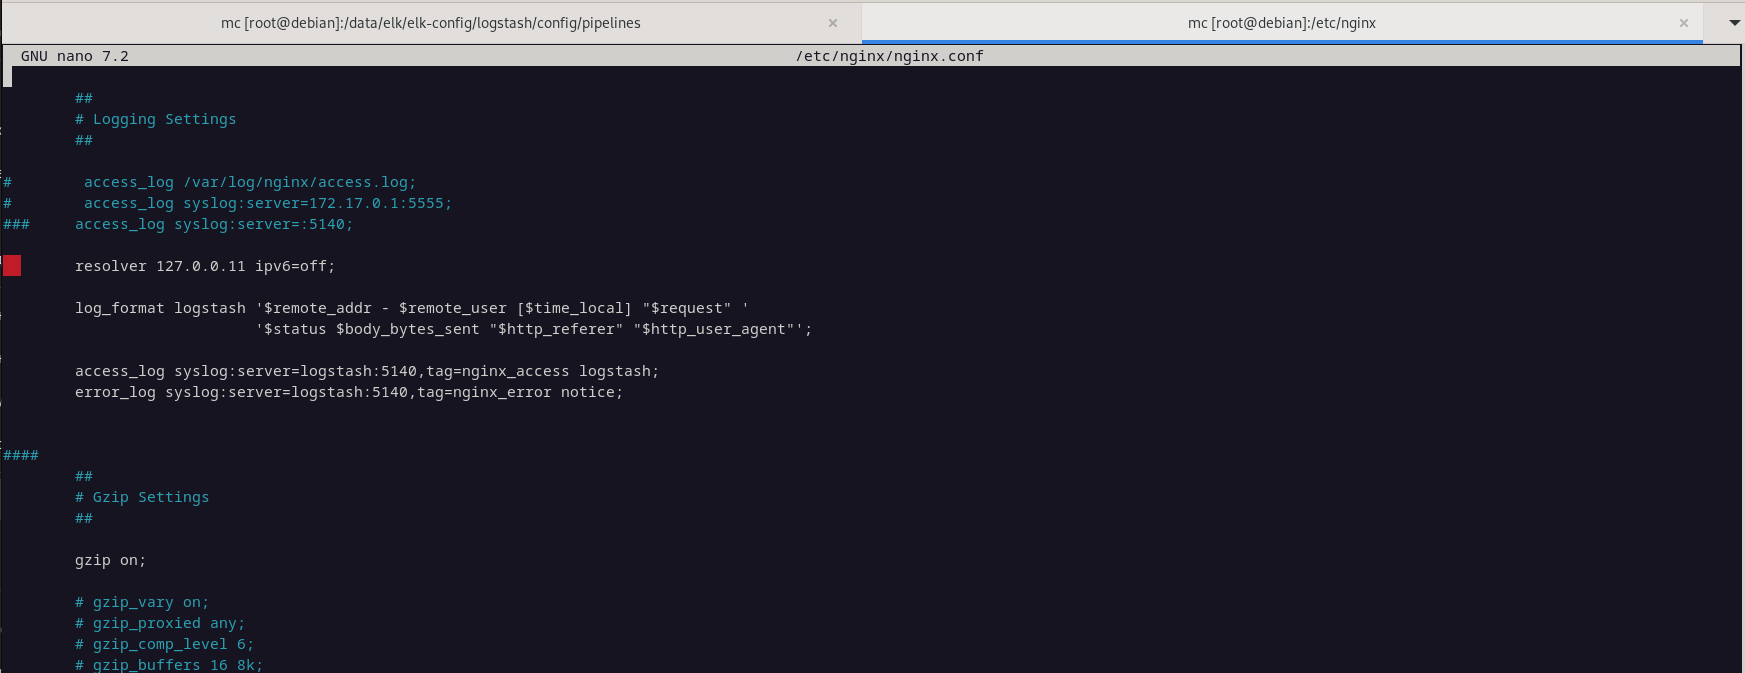 mc [root@debian]:/data/elk/elk-config/logstash/config/pipelines × mc [root@debian]:/etc/nginx ×
GNU nano 7.2 /etc/nginx/nginx.conf
##
# Logging Settings
##
# access_log /var/log/nginx/access.log;
# access_log syslog:server=172.17.0.1:5555;
### access_log syslog:server=:5140;
resolver 127.0.0.11 ipv6=off;
log_format logstash '$remote_addr - $remote_user [$time_local] "$request" '
'$status $body_bytes_sent "$http_referer" "$http_user_agent"';
access_log syslog:server=logstash:5140,tag=nginx_access logstash;
error_log syslog:server=logstash:5140,tag=nginx_error notice;
####
##
# Gzip Settings
##
gzip on;
# gzip_vary on;
# gzip_proxied any;
# gzip_comp_level 6;
# gzip_buffers 16 8k;